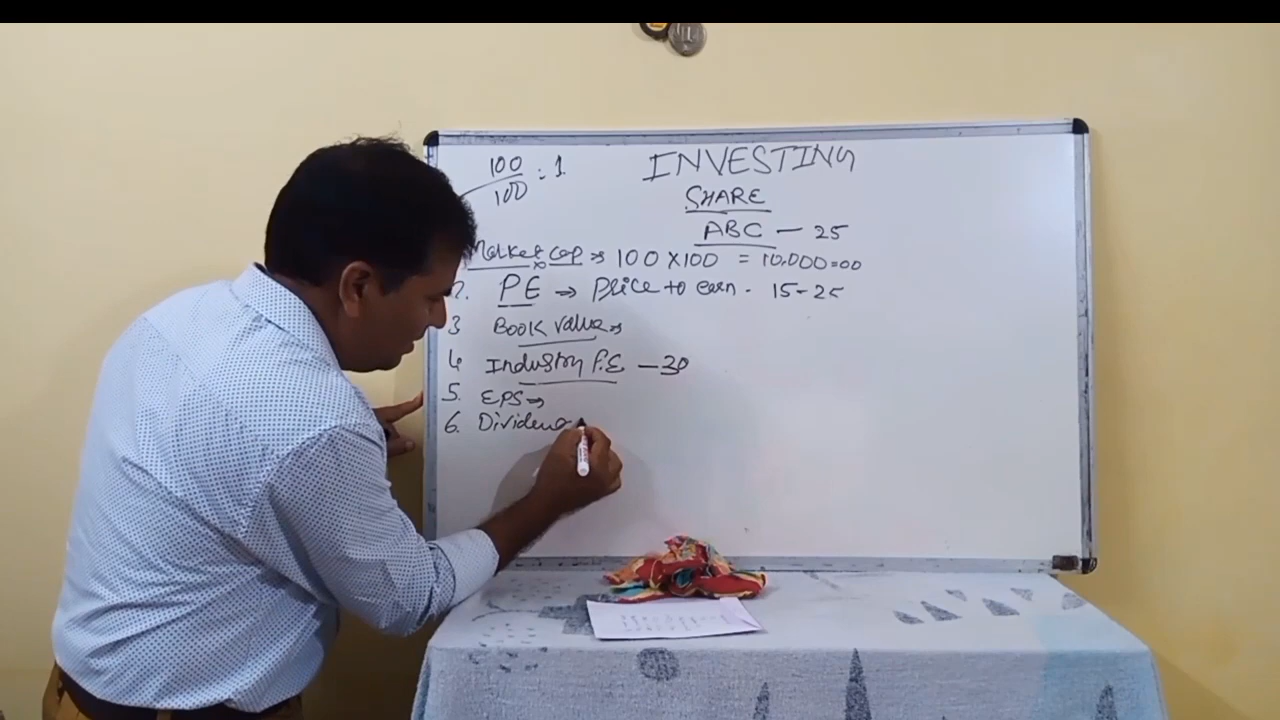 INVESTING
100
100 : 1
SHARE
ABC — 25
Market cap ⇒ 100 X 100 = 10,000=00
2. PE ⇒ Price to earn. 15-25
3 Book value ⇒
4 Industry P.E — 30
5. EPS ⇒
6. Dividend